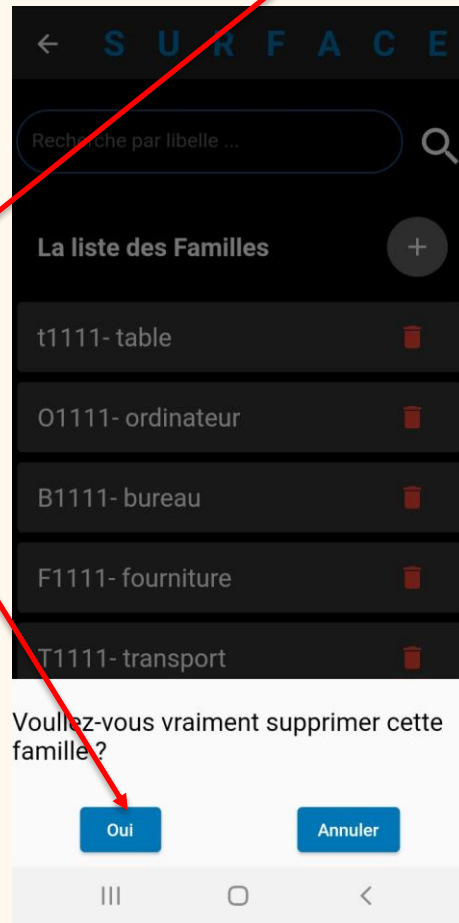 S U R F A C E
Recherche par libelle ...
La liste des Familles
t1111- table
O1111- ordinateur
B1111- bureau
F1111- fourniture
T1111- transport
Voullez-vous vraiment supprimer cette
famille ?
Oui Annuler